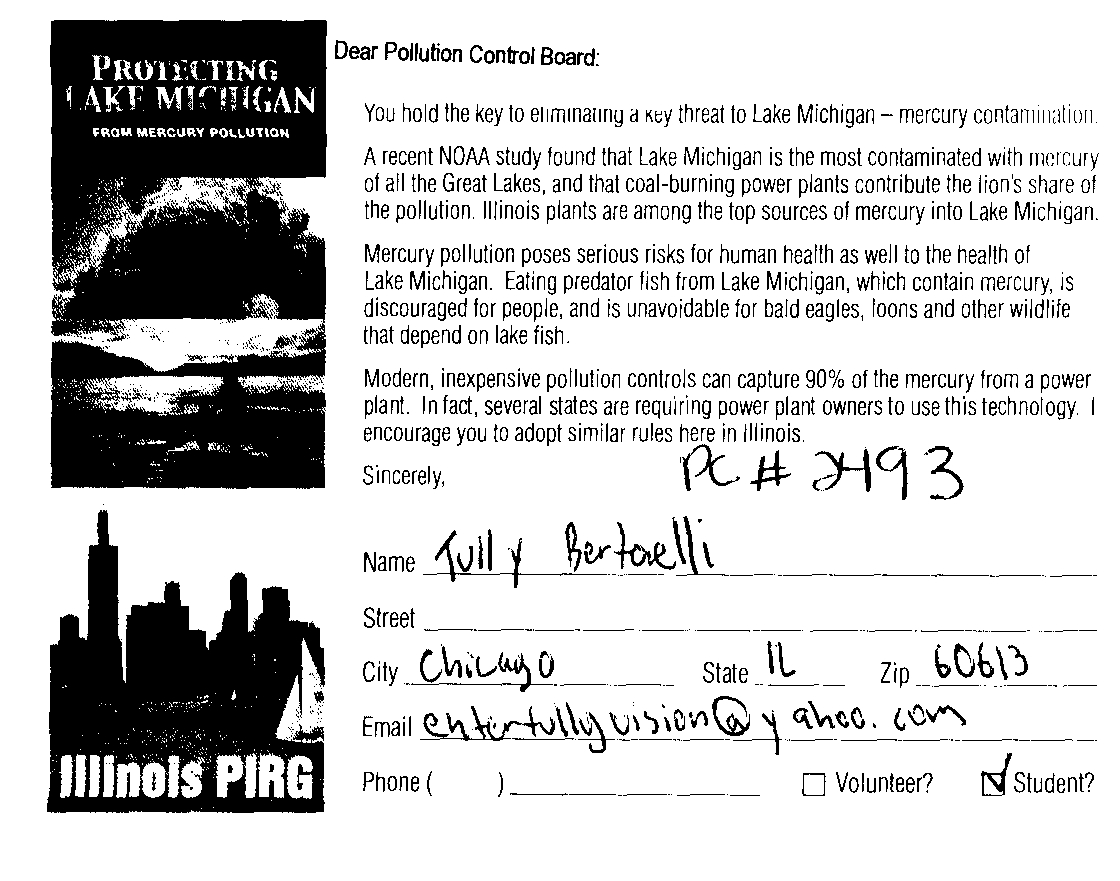 PROTECTING
LAKE MICHIGAN
FROM MERCURY POLLUTION
Dear Pollution Control Board:
You hold the key to eliminating a key threat to Lake Michigan – mercury contamination.
A recent NOAA study found that Lake Michigan is the most contaminated with mercury
of all the Great Lakes, and that coal-burning power plants contribute the lion's share of
the pollution. Illinois plants are among the top sources of mercury into Lake Michigan.
Mercury pollution poses serious risks for human health as well to the health of
Lake Michigan. Eating predator fish from Lake Michigan, which contain mercury, is
discouraged for people, and is unavoidable for bald eagles, loons and other wildlife
that depend on lake fish.
Modern, inexpensive pollution controls can capture 90% of the mercury from a power
plant. In fact, several states are requiring power plant owners to use this technology. I
encourage you to adopt similar rules here in Illinois.
Sincerely,
PC # 2493
Name Tully Bertorelli
Street
City Chicago State IL Zip 60613
Email entertullyvision@yahoo.com
Phone ( )
Volunteer? Student?
Illinois PIRG